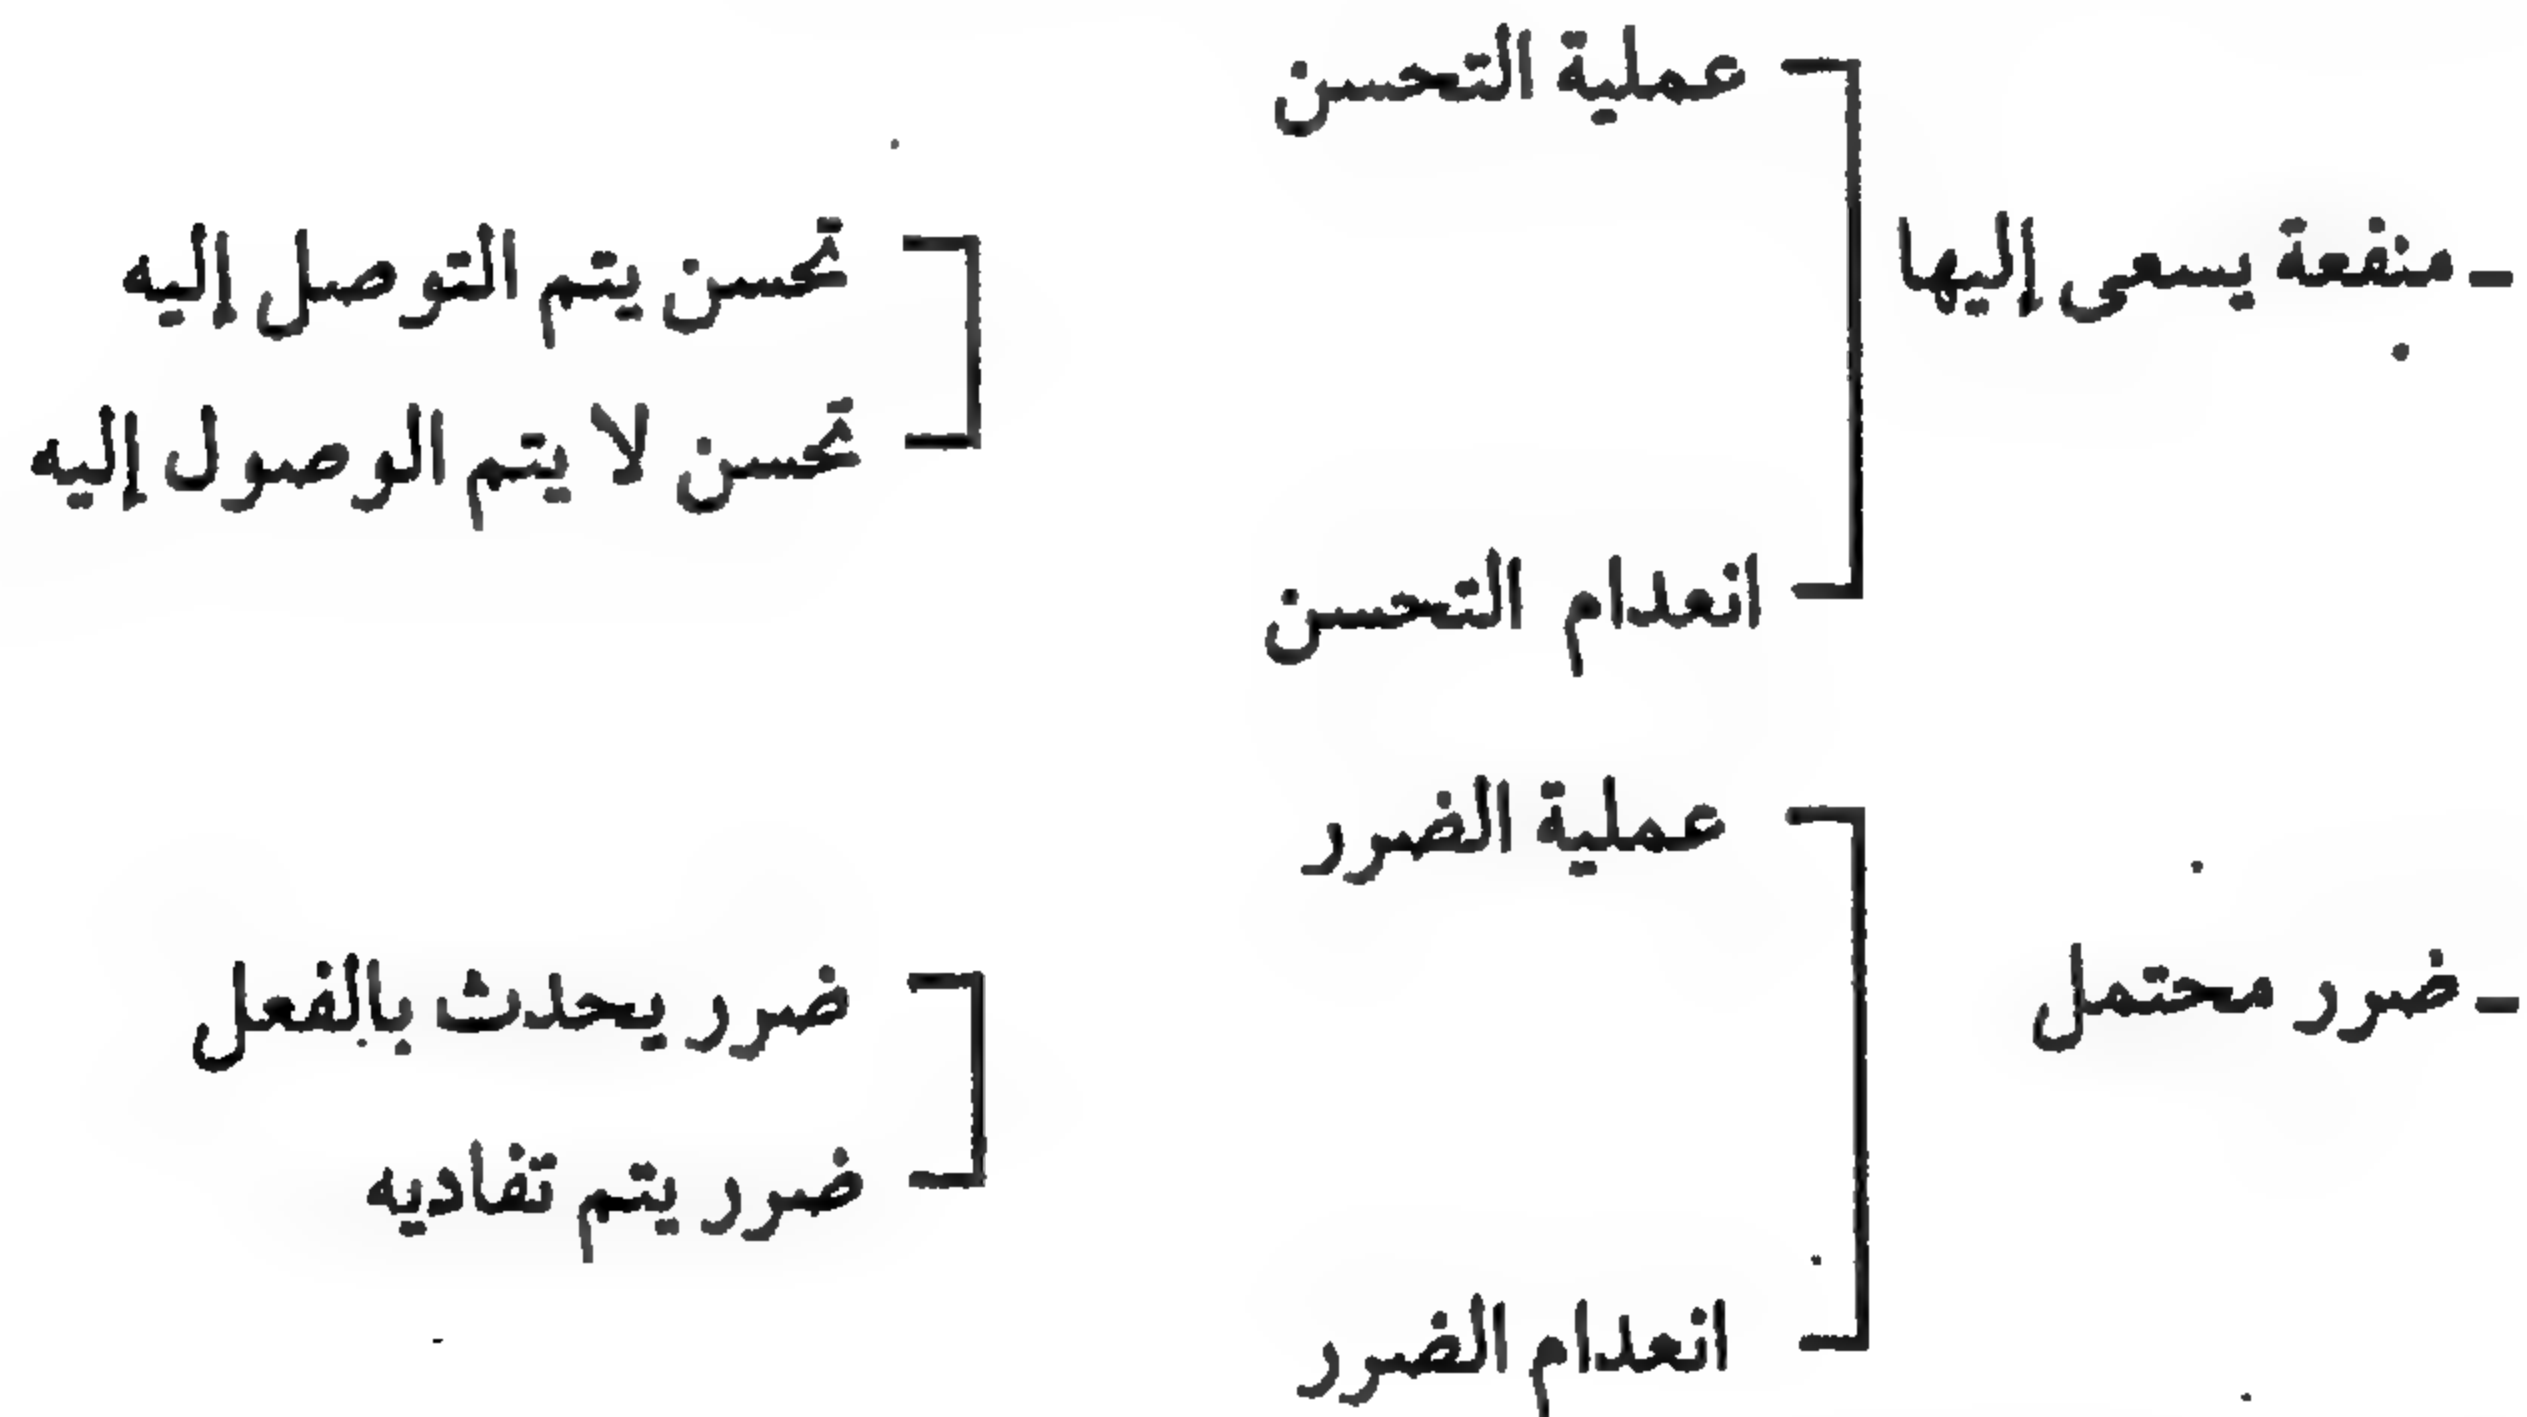 عملية التحسن
- منفعة يسعى إليها
تحسن يتم التوصل إليه
تحسن لا يتم الوصول إليه
انعدام التحسن
عملية الضرر
- ضرر محتمل
ضرر يحدث بالفعل
ضرر يتم تفاديه
انعدام الضرر